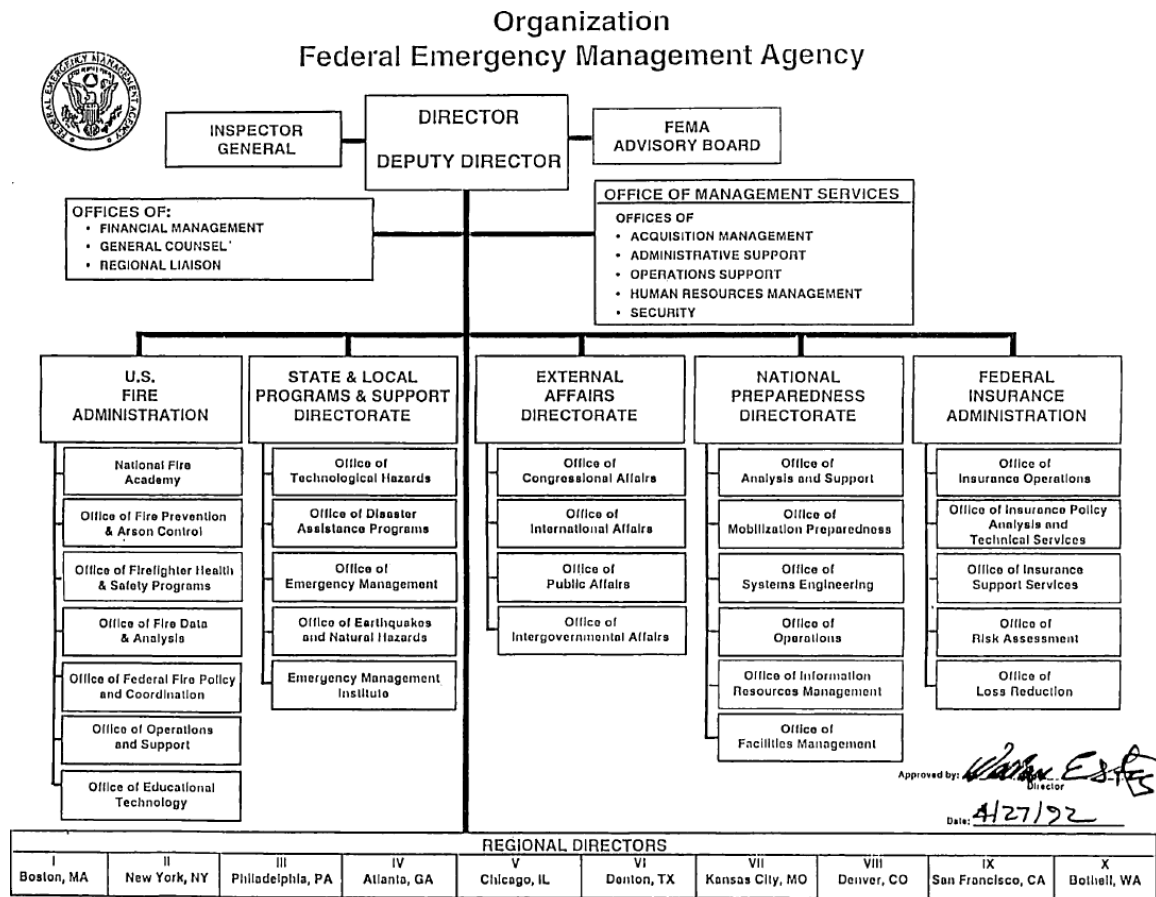 Organization
Federal Emergency Management Agency
FEDERAL EMERGENCY MANAGEMENT AGENCY
INSPECTOR
GENERAL
DIRECTOR
DEPUTY DIRECTOR
FEMA
ADVISORY BOARD
OFFICES OF:
• FINANCIAL MANAGEMENT
• GENERAL COUNSEL
• REGIONAL LIAISON
OFFICE OF MANAGEMENT SERVICES
OFFICES OF
• ACQUISITION MANAGEMENT
• ADMINISTRATIVE SUPPORT
• OPERATIONS SUPPORT
• HUMAN RESOURCES MANAGEMENT
• SECURITY
U.S.
FIRE
ADMINISTRATION
National Fire
Academy
Office of Fire Prevention
& Arson Control
Office of Firefighter Health
& Safety Programs
Office of Fire Data
& Analysis
Office of Federal Fire Policy
and Coordination
Office of Operations
and Support
Office of Educational
Technology
STATE & LOCAL
PROGRAMS & SUPPORT
DIRECTORATE
Office of
Technological Hazards
Office of Disaster
Assistance Programs
Office of
Emergency Management
Office of Earthquakes
and Natural Hazards
Emergency Management
Institute
EXTERNAL
AFFAIRS
DIRECTORATE
Office of
Congressional Affairs
Office of
International Affairs
Office of
Public Affairs
Office of
Intergovernmental Affairs
NATIONAL
PREPAREDNESS
DIRECTORATE
Office of
Analysis and Support
Office of
Mobilization Preparedness
Office of
Systems Engineering
Office of
Operations
Office of Information
Resources Management
Office of
Facilities Management
FEDERAL
INSURANCE
ADMINISTRATION
Office of
Insurance Operations
Office of Insurance Policy
Analysis and
Technical Services
Office of Insurance
Support Services
Office of
Risk Assessment
Office of
Loss Reduction
Approved by:
Director
Date: 4/27/92
REGIONAL DIRECTORS
I
Boston, MA
II
New York, NY
III
Philadelphia, PA
IV
Atlanta, GA
V
Chicago, IL
VI
Denton, TX
VII
Kansas City, MO
VIII
Denver, CO
IX
San Francisco, CA
X
Bothell, WA